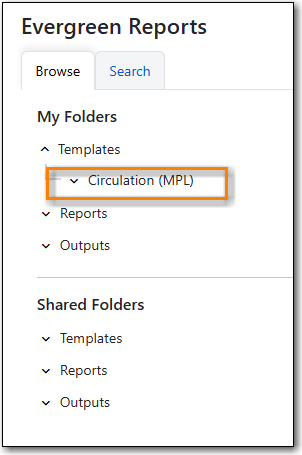 Evergreen Reports
Browse Search
My Folders
Templates
Circulation (MPL)
Reports
Outputs
Shared Folders
Templates
Reports
Outputs